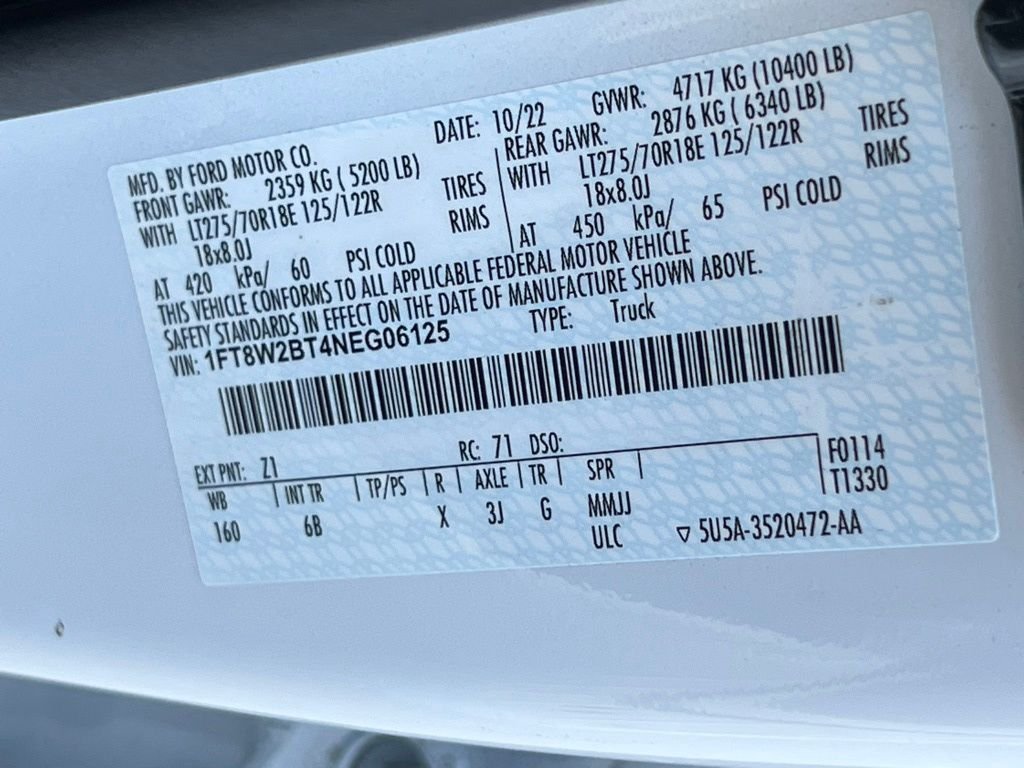 MFD. BY FORD MOTOR CO. DATE: 10/22 GVWR: 4717 KG (10400 LB)
FRONT GAWR: 2359 KG ( 5200 LB) REAR GAWR: 2876 KG ( 6340 LB)
WITH LT275/70R18E 125/122R TIRES WITH LT275/70R18E 125/122R TIRES
18x8.0J RIMS 18x8.0J RIMS
AT 420 kPa/ 60 PSI COLD AT 450 kPa/ 65 PSI COLD
THIS VEHICLE CONFORMS TO ALL APPLICABLE FEDERAL MOTOR VEHICLE
SAFETY STANDARDS IN EFFECT ON THE DATE OF MANUFACTURE SHOWN ABOVE.
VIN: 1FT8W2BT4NEG06125 TYPE: Truck
EXT PNT: Z1 RC: 71 DSO: F0114
WB INT TR TP/PS R AXLE TR SPR T1330
160 6B X 3J G MMJJ
ULC ▽ 5U5A-3520472-AA